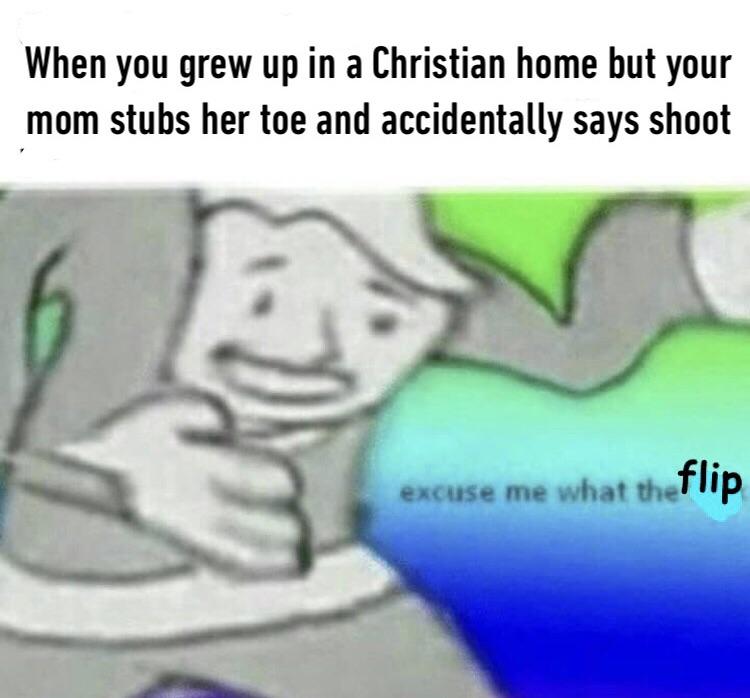 When you grew up in a Christian home but your
mom stubs her toe and accidentally says shoot
excuse me what the flip